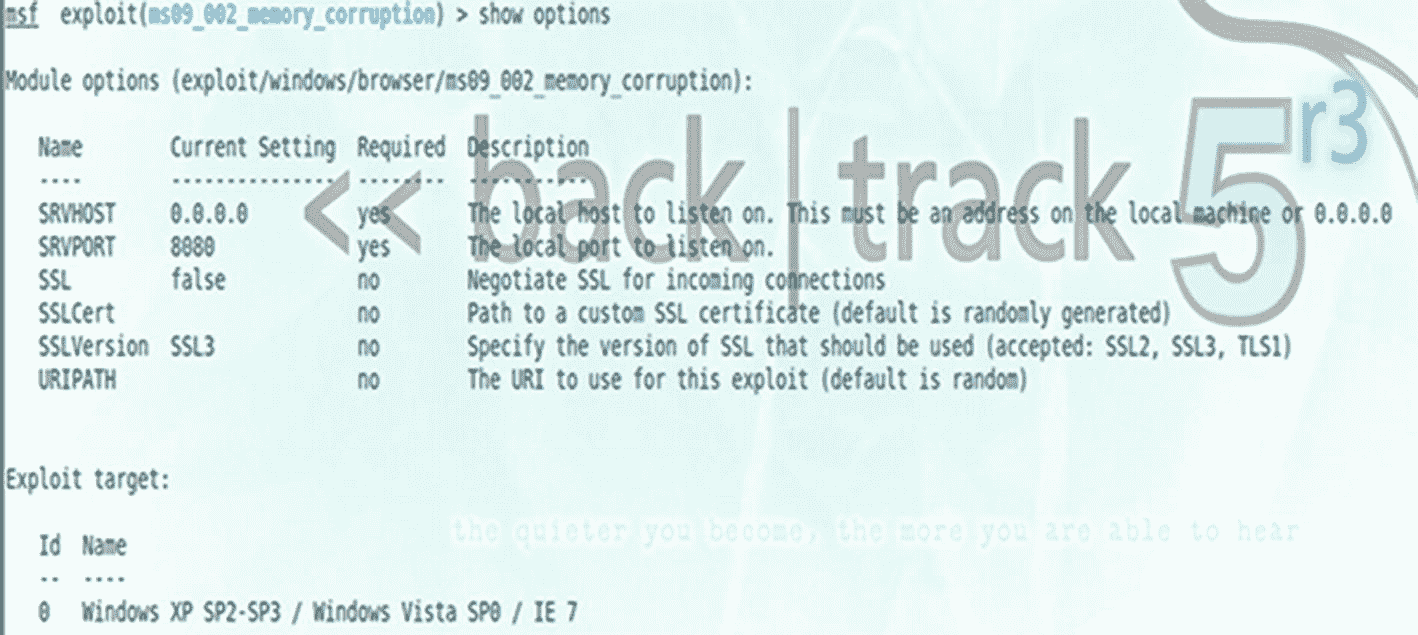 msf exploit(ms09_002_memory_corruption) > show options
Module options (exploit/windows/browser/ms09_002_memory_corruption):
Name Current Setting Required Description
---- --------------- -------- -----------
SRVHOST 0.0.0.0 yes The local host to listen on. This must be an address on the local machine or 0.0.0.0
SRVPORT 8080 yes The local port to listen on.
SSL false no Negotiate SSL for incoming connections
SSLCert no Path to a custom SSL certificate (default is randomly generated)
SSLVersion SSL3 no Specify the version of SSL that should be used (accepted: SSL2, SSL3, TLS1)
URIPATH no The URI to use for this exploit (default is random)
<< back | track 5 r3
Exploit target:
the quieter you become, the more you are able to hear
Id Name
-- ----
0 Windows XP SP2-SP3 / Windows Vista SP0 / IE 7